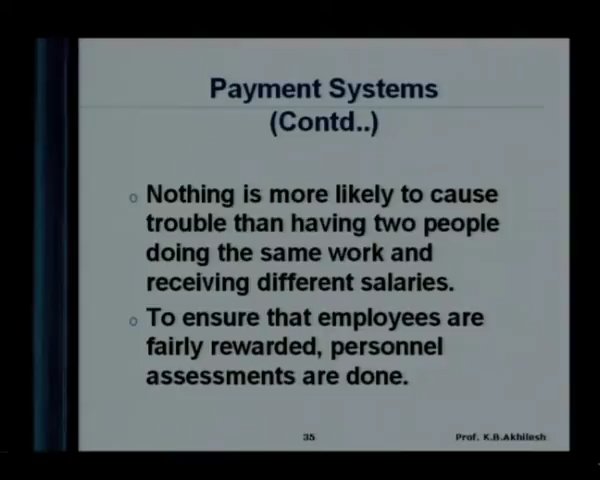 Payment Systems
(Contd..)
Nothing is more likely to cause
trouble than having two people
doing the same work and
receiving different salaries.
To ensure that employees are
fairly rewarded, personnel
assessments are done.
35
Prof. K.B.Akhilesh